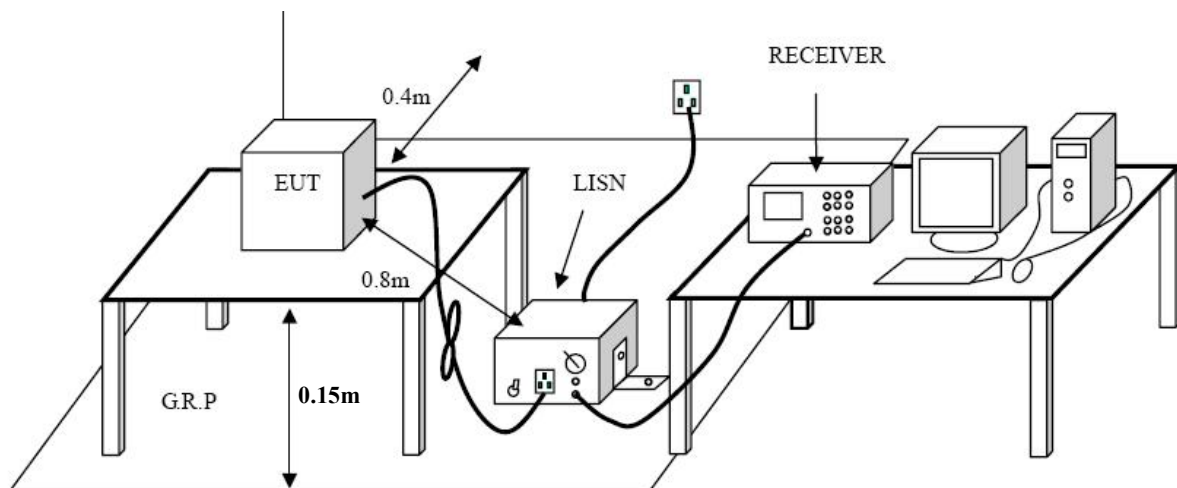 RECEIVER
0.4m
EUT
LISN
0.8m
G.R.P
0.15m